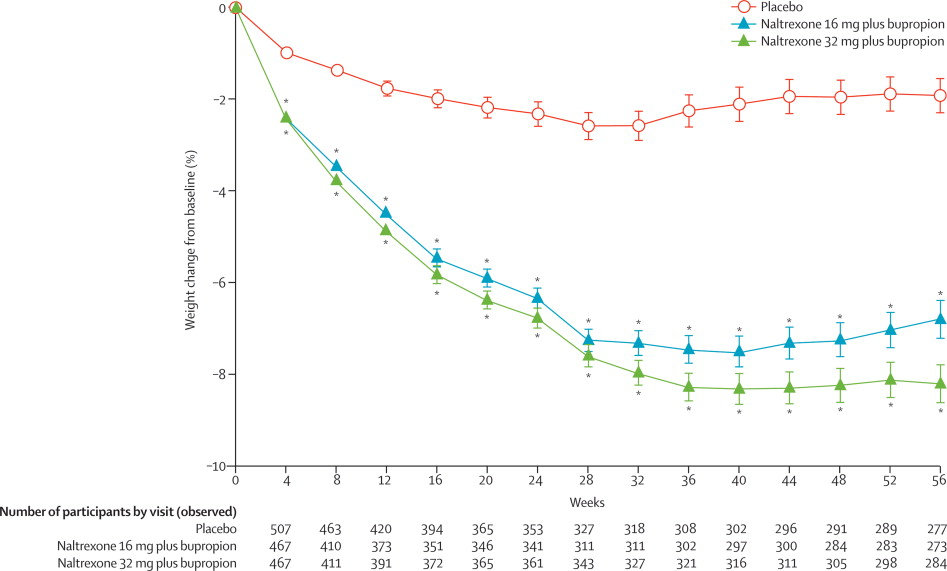 Placebo
Naltrexone 16 mg plus bupropion
Naltrexone 32 mg plus bupropion
Weight change from baseline (%)
0
−2
−4
−6
−8
−10
* * * * * * * * * * * * * *
* * * * * * * * * * * * * *
0 4 8 12 16 20 24 28 32 36 40 44 48 52 56
Weeks
Number of participants by visit (observed)
Placebo 507 463 420 394 365 353 327 318 308 302 296 291 289 277
Naltrexone 16 mg plus bupropion 467 410 373 351 346 341 311 311 302 297 300 284 283 273
Naltrexone 32 mg plus bupropion 467 411 391 372 365 361 343 327 321 316 311 305 298 284